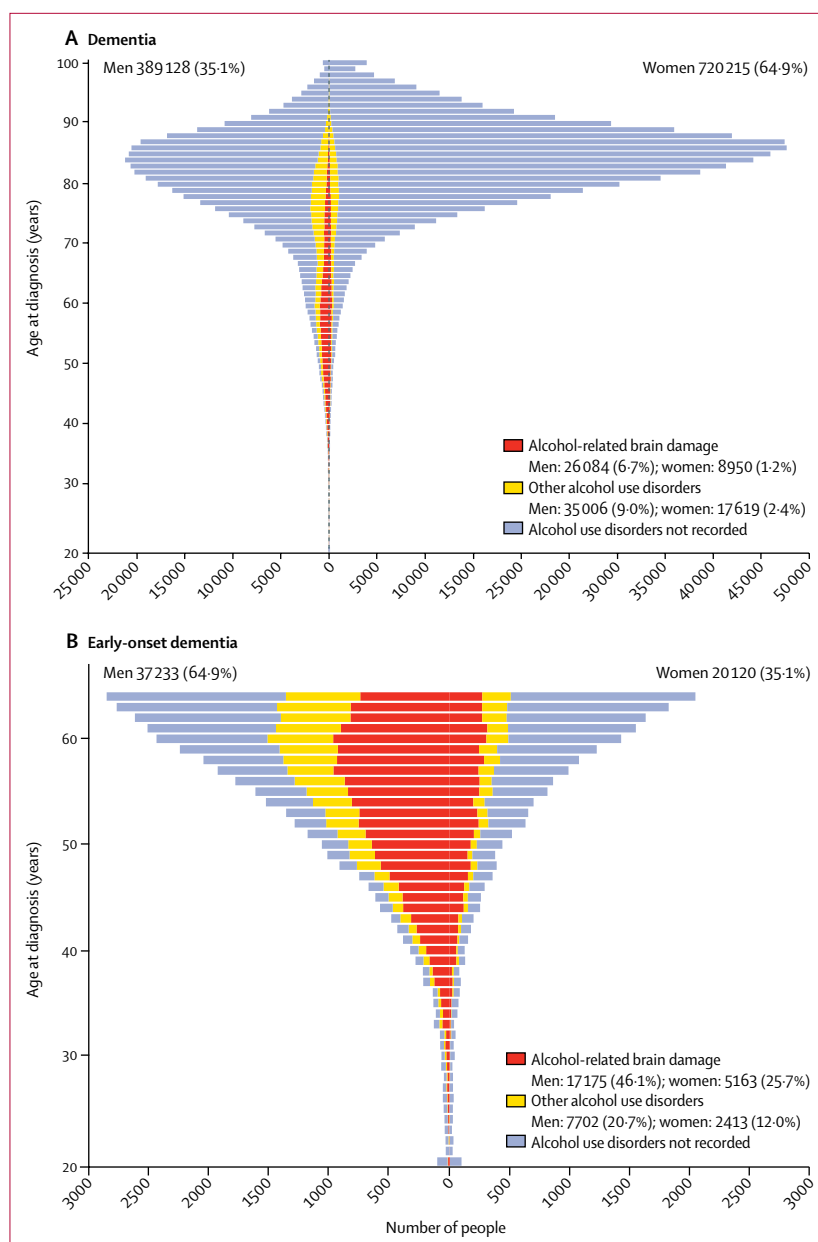 A Dementia
Men 389 128 (35·1%)
Women 720 215 (64·9%)
Age at diagnosis (years)
100
90
80
70
60
50
40
30
20
Alcohol-related brain damage
Men: 26 084 (6·7%); women: 8950 (1·2%)
Other alcohol use disorders
Men: 35 006 (9·0%); women: 17 619 (2·4%)
Alcohol use disorders not recorded
25 000 20 000 15 000 10 000 5000 0 5000 10 000 15 000 20 000 25 000 30 000 35 000 40 000 45 000 50 000
B Early-onset dementia
Men 37 233 (64·9%)
Women 20 120 (35·1%)
Age at diagnosis (years)
60
50
40
30
20
Alcohol-related brain damage
Men: 17 175 (46·1%); women: 5163 (25·7%)
Other alcohol use disorders
Men: 7702 (20·7%); women: 2413 (12·0%)
Alcohol use disorders not recorded
3000 2500 2000 1500 1000 500 0 500 1000 1500 2000 2500 3000
Number of people